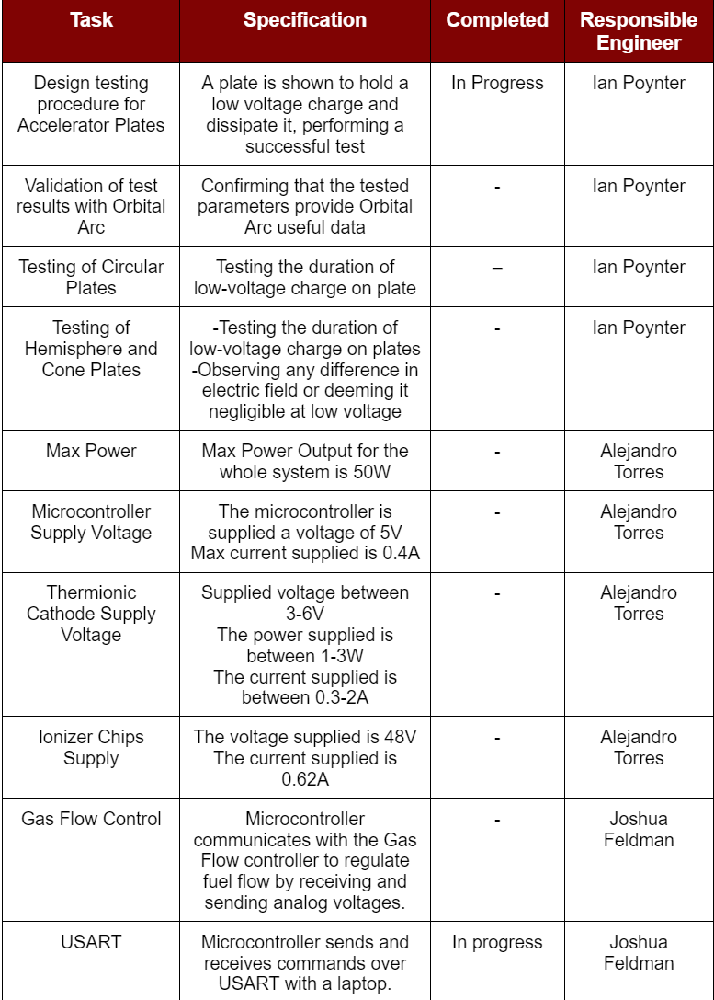 Task
Specification
Completed
Responsible
Engineer
Design testing
procedure for
Accelerator Plates
A plate is shown to hold a
low voltage charge and
dissipate it, performing a
successful test
In Progress
Ian Poynter
Validation of test
results with Orbital
Arc
Confirming that the tested
parameters provide Orbital
Arc useful data
-
Ian Poynter
Testing of Circular
Plates
Testing the duration of
low-voltage charge on plate
–
Ian Poynter
Testing of
Hemisphere and
Cone Plates
-Testing the duration of
low-voltage charge on plates
-Observing any difference in
electric field or deeming it
negligible at low voltage
-
Ian Poynter
Max Power
Max Power Output for the
whole system is 50W
-
Alejandro
Torres
Microcontroller
Supply Voltage
The microcontroller is
supplied a voltage of 5V
Max current supplied is 0.4A
-
Alejandro
Torres
Thermionic
Cathode Supply
Voltage
Supplied voltage between
3-6V
The power supplied is
between 1-3W
The current supplied is
between 0.3-2A
-
Alejandro
Torres
Ionizer Chips
Supply
The voltage supplied is 48V
The current supplied is
0.62A
-
Alejandro
Torres
Gas Flow Control
Microcontroller
communicates with the Gas
Flow controller to regulate
fuel flow by receiving and
sending analog voltages.
-
Joshua
Feldman
USART
Microcontroller sends and
receives commands over
USART with a laptop.
In progress
Joshua
Feldman